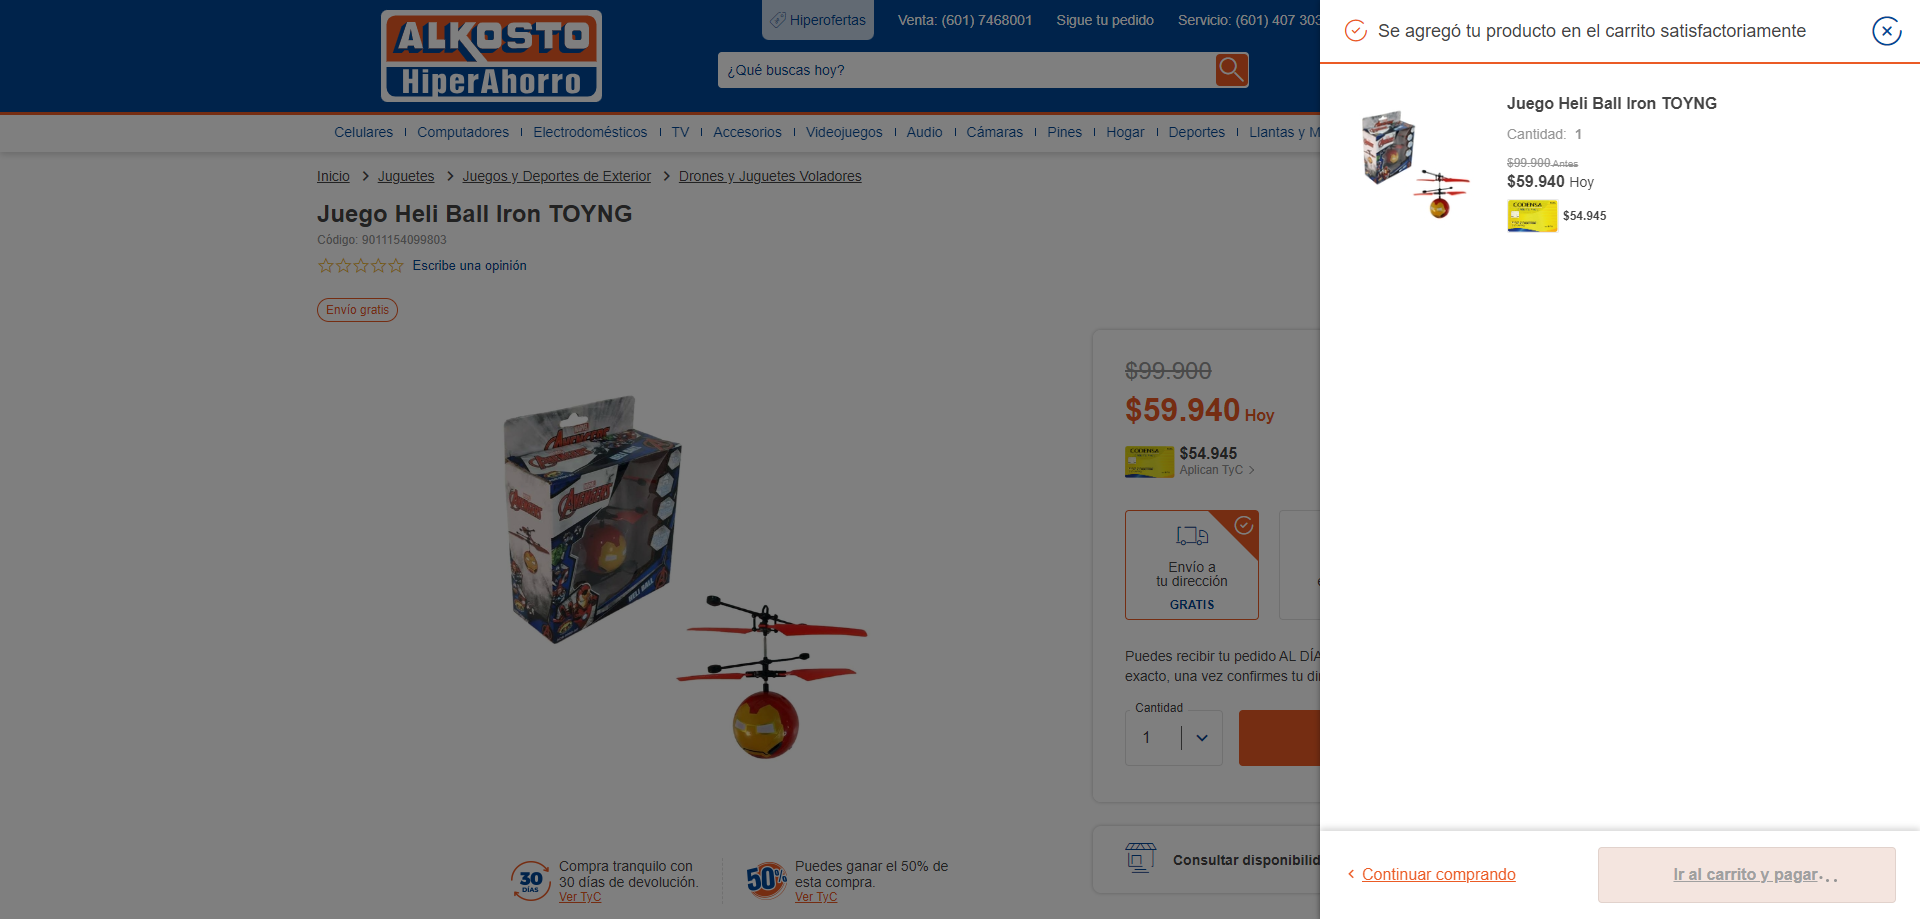 ALKOSTO
HiperAhorro
Hiperofertas
Venta: (601) 7468001
Sigue tu pedido
Servicio: (601) 407 303
¿Qué buscas hoy?
Celulares
Computadores
Electrodomésticos
TV
Accesorios
Videojuegos
Audio
Cámaras
Pines
Hogar
Deportes
Llantas y M
Inicio > Juguetes > Juegos y Deportes de Exterior > Drones y Juguetes Voladores
Juego Heli Ball Iron TOYNG
Código: 9011154099803
Escribe una opinión
Envío gratis
AVENGERS
HELI BALL
$99.900
$59.940 Hoy
CODENSA
$54.945
Aplican TyC >
Envío a
tu dirección
GRATIS
Puedes recibir tu pedido AL DÍA
exacto, una vez confirmes tu di
Cantidad
1
Consultar disponibilid
30
DÍAS
Compra tranquilo con
30 días de devolución.
Ver TyC
50%
Puedes ganar el 50% de
esta compra.
Ver TyC
Se agregó tu producto en el carrito satisfactoriamente
Juego Heli Ball Iron TOYNG
Cantidad: 1
$99.900 Antes
$59.940 Hoy
CODENSA
$54.945
Continuar comprando
Ir al carrito y pagar...